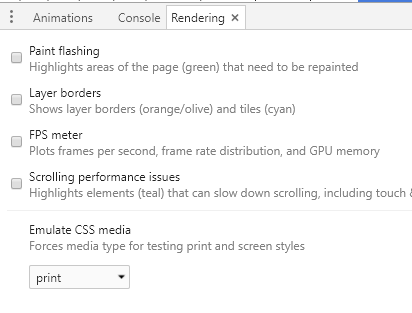 Animations Console Rendering ×
Paint flashing
Highlights areas of the page (green) that need to be repainted
Layer borders
Shows layer borders (orange/olive) and tiles (cyan)
FPS meter
Plots frames per second, frame rate distribution, and GPU memory
Scrolling performance issues
Highlights elements (teal) that can slow down scrolling, including touch &
Emulate CSS media
Forces media type for testing print and screen styles
print